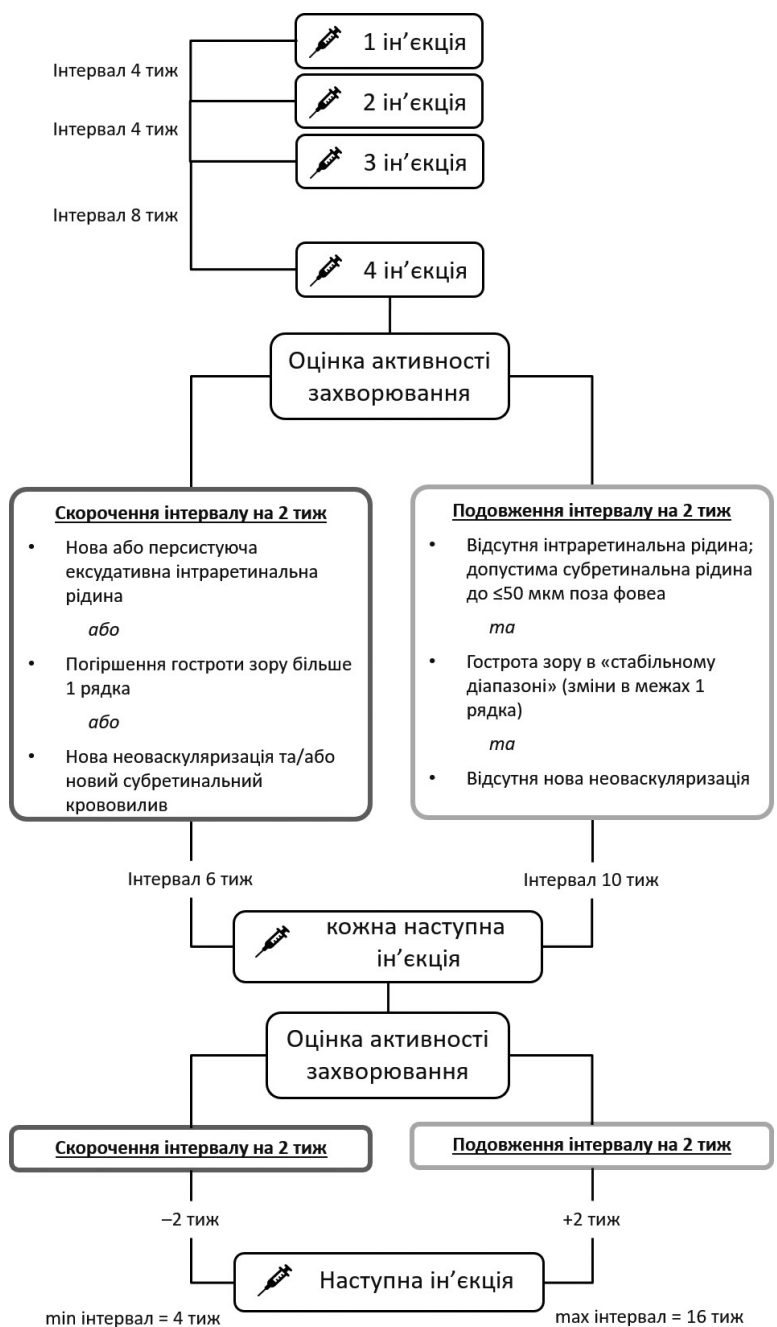 1 ін’єкція
Інтервал 4 тиж
2 ін’єкція
Інтервал 4 тиж
3 ін’єкція
Інтервал 8 тиж
4 ін’єкція
Оцінка активності
захворювання
Скорочення інтервалу на 2 тиж
• Нова або персистуюча
ексудативна інтраретинальна
рідина
або
• Погіршення гостроти зору більше
1 рядка
або
• Нова неоваскуляризація та/або
новий субретинальний
крововилив
Подовження інтервалу на 2 тиж
• Відсутня інтраретинальна рідина;
допустима субретинальна рідина
до ≤50 мкм поза фовеа
та
• Гострота зору в «стабільному
діапазоні» (зміни в межах 1
рядка)
та
• Відсутня нова неоваскуляризація
Інтервал 6 тиж
Інтервал 10 тиж
кожна наступна
ін’єкція
Оцінка активності
захворювання
Скорочення інтервалу на 2 тиж
Подовження інтервалу на 2 тиж
–2 тиж
+2 тиж
Наступна ін’єкція
min інтервал = 4 тиж
max інтервал = 16 тиж